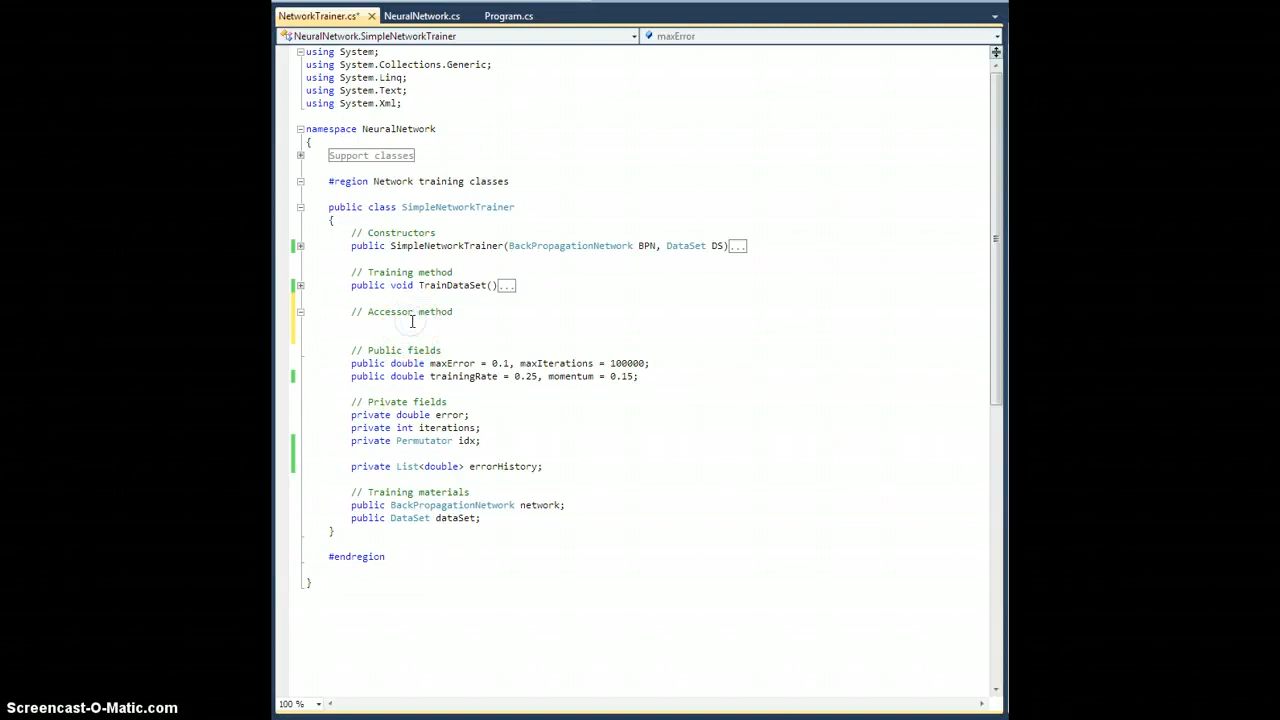 NetworkTrainer.cs* NeuralNetwork.cs Program.cs
NeuralNetwork.SimpleNetworkTrainer maxError
using System;
using System.Collections.Generic;
using System.Linq;
using System.Text;
using System.Xml;
namespace NeuralNetwork
{
Support classes
#region Network training classes
public class SimpleNetworkTrainer
{
// Constructors
public SimpleNetworkTrainer(BackPropagationNetwork BPN, DataSet DS)...
// Training method
public void TrainDataSet()...
// Accessor method
// Public fields
public double maxError = 0.1, maxIterations = 100000;
public double trainingRate = 0.25, momentum = 0.15;
// Private fields
private double error;
private int iterations;
private Permutator idx;
private List<double> errorHistory;
// Training materials
public BackPropagationNetwork network;
public DataSet dataSet;
}
#endregion
}
100 %
Screencast-O-Matic.com